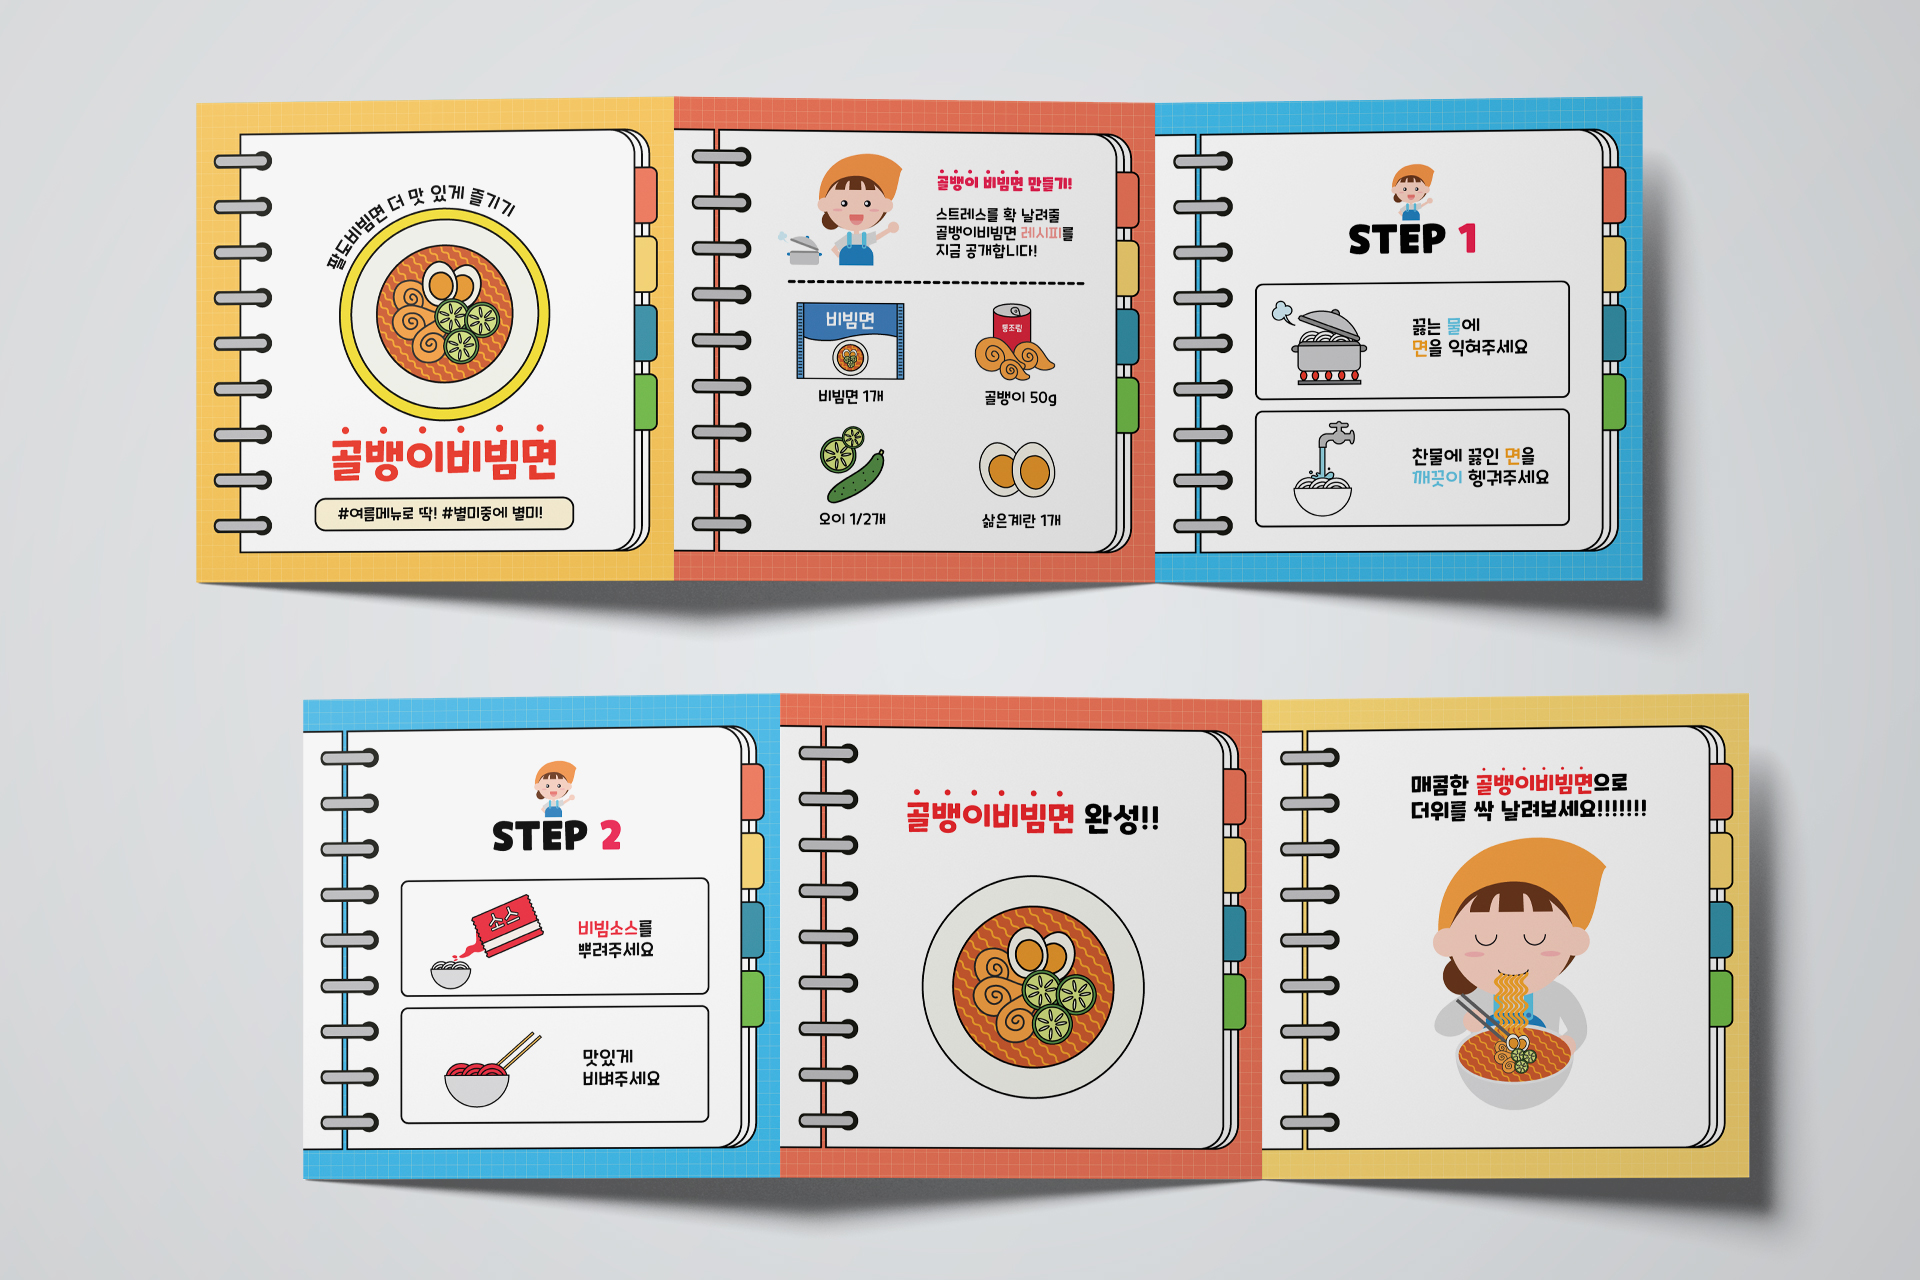 팔도비빔면 더 맛 있게 즐기기
골뱅이비빔면
#여름메뉴로 딱! #별미중에 별미!
골뱅이 비빔면 만들기!
스트레스를 확 날려줄
골뱅이비빔면 레시피를
지금 공개합니다!
비빔면
비빔면 1개
통조림
골뱅이 50g
오이 1/2개
삶은계란 1개
STEP 1
끓는 물에
면을 익혀주세요
찬물에 끓인 면을
깨끗이 헹궈주세요
STEP 2
소스
비빔소스를
뿌려주세요
맛있게
비벼주세요
골뱅이비빔면 완성!!
매콤한 골뱅이비빔면으로
더위를 싹 날려보세요!!!!!!!